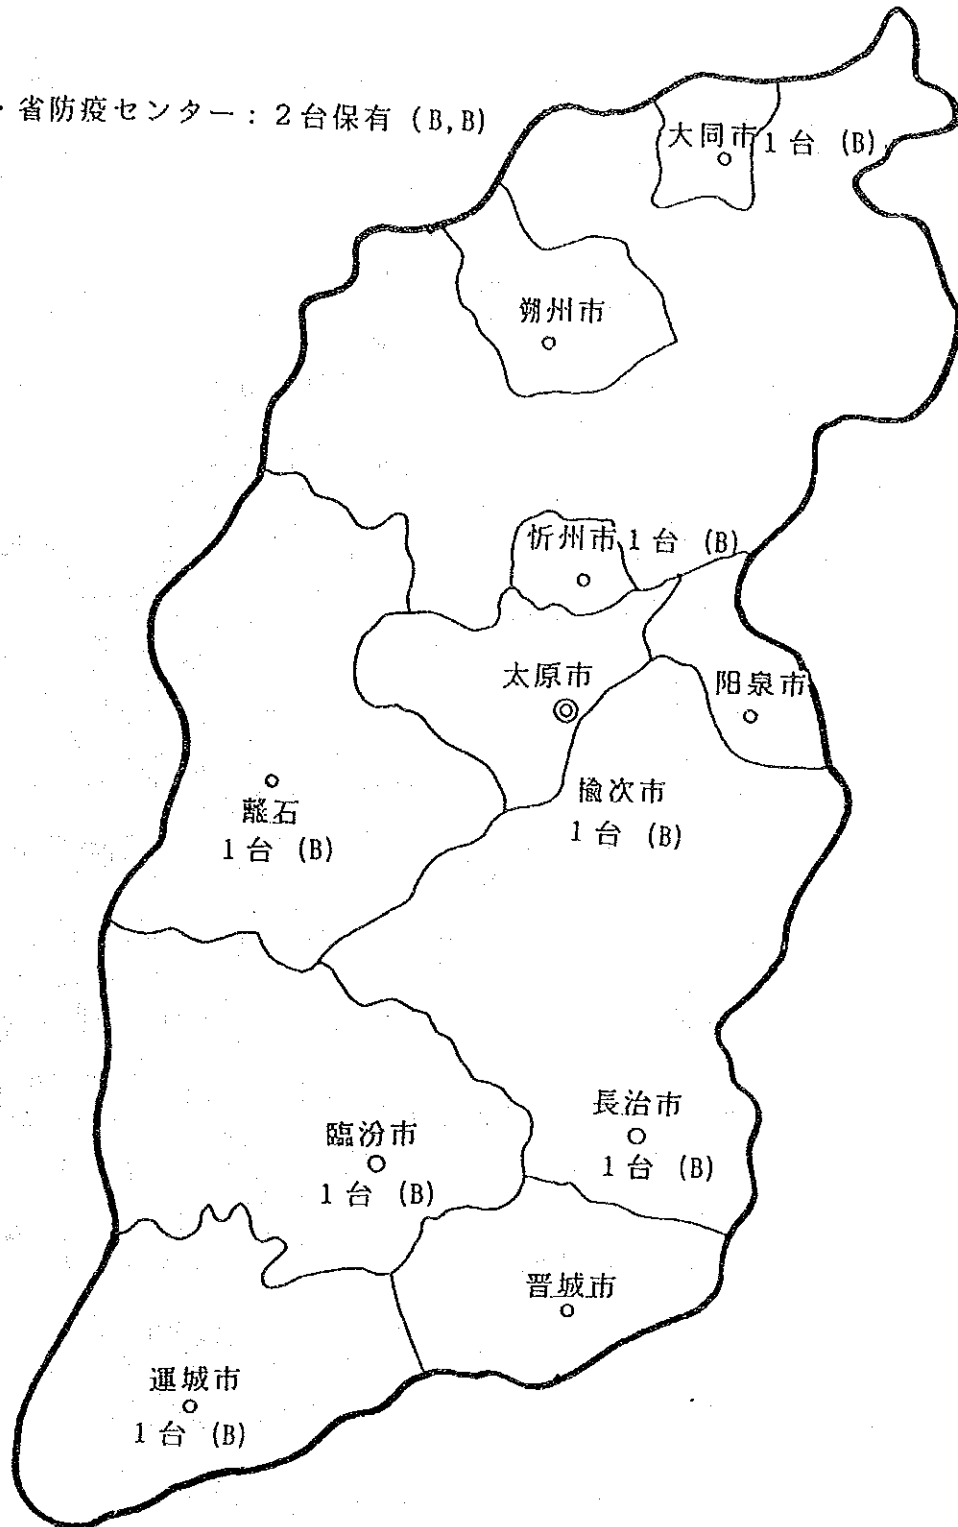 ・省防疫センター：2台保有 (B,B)
大同市 1台 (B)
朔州市
忻州市 1台 (B)
太原市
阳泉市
離石
1台 (B)
楡次市
1台 (B)
長治市
1台 (B)
臨汾市
1台 (B)
晋城市
運城市
1台 (B)